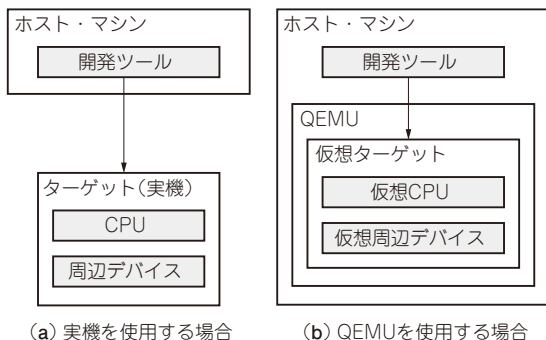 ホスト・マシン
開発ツール
ターゲット(実機)
CPU
周辺デバイス
(a) 実機を使用する場合
ホスト・マシン
開発ツール
QEMU
仮想ターゲット
仮想CPU
仮想周辺デバイス
(b) QEMUを使用する場合